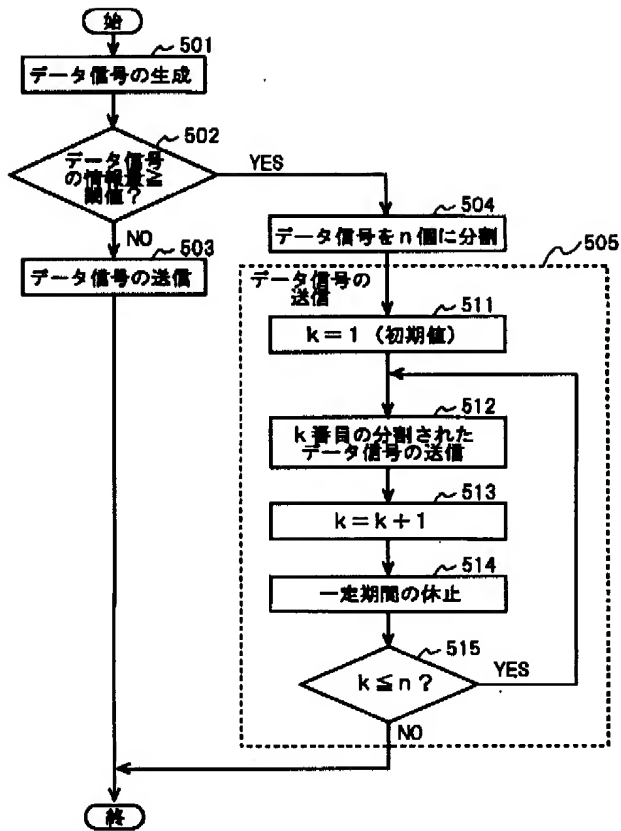 始
501
データ信号の生成
502
データ信号
の情報量≧
閾値？
YES
NO
503
データ信号の送信
504
データ信号をn個に分割
505
データ信号の
送信
511
k＝1（初期値）
512
k番目の分割された
データ信号の送信
513
k＝k＋1
514
一定期間の休止
515
k≦n？
YES
NO
終